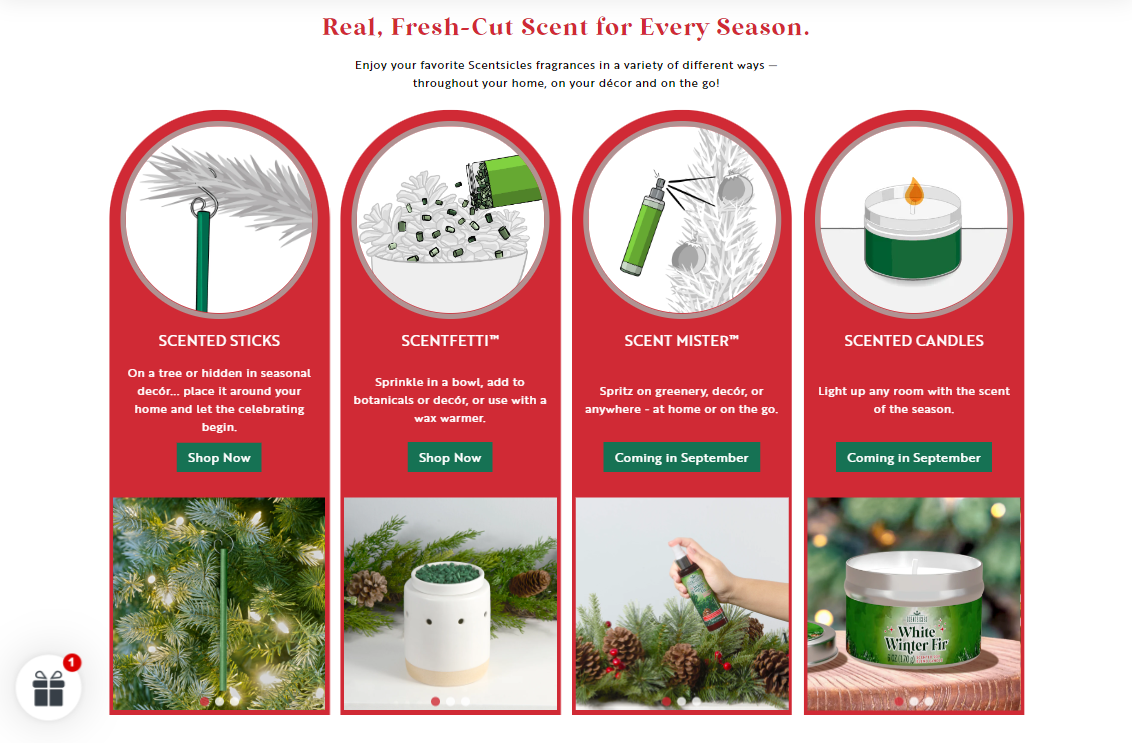 Real, Fresh-Cut Scent for Every Season.
Enjoy your favorite Scentsicles fragrances in a variety of different ways —
throughout your home, on your décor and on the go!
SCENTED STICKS
On a tree or hidden in seasonal
decór... place it around your
home and let the celebrating
begin.
Shop Now
SCENTFETTI™
Sprinkle in a bowl, add to
botanicals or decór, or use with a
wax warmer.
Shop Now
SCENT MISTER™
Spritz on greenery, decór, or
anywhere - at home or on the go.
Coming in September
SCENTED CANDLES
Light up any room with the scent
of the season.
Coming in September
White
Winter Fir
1